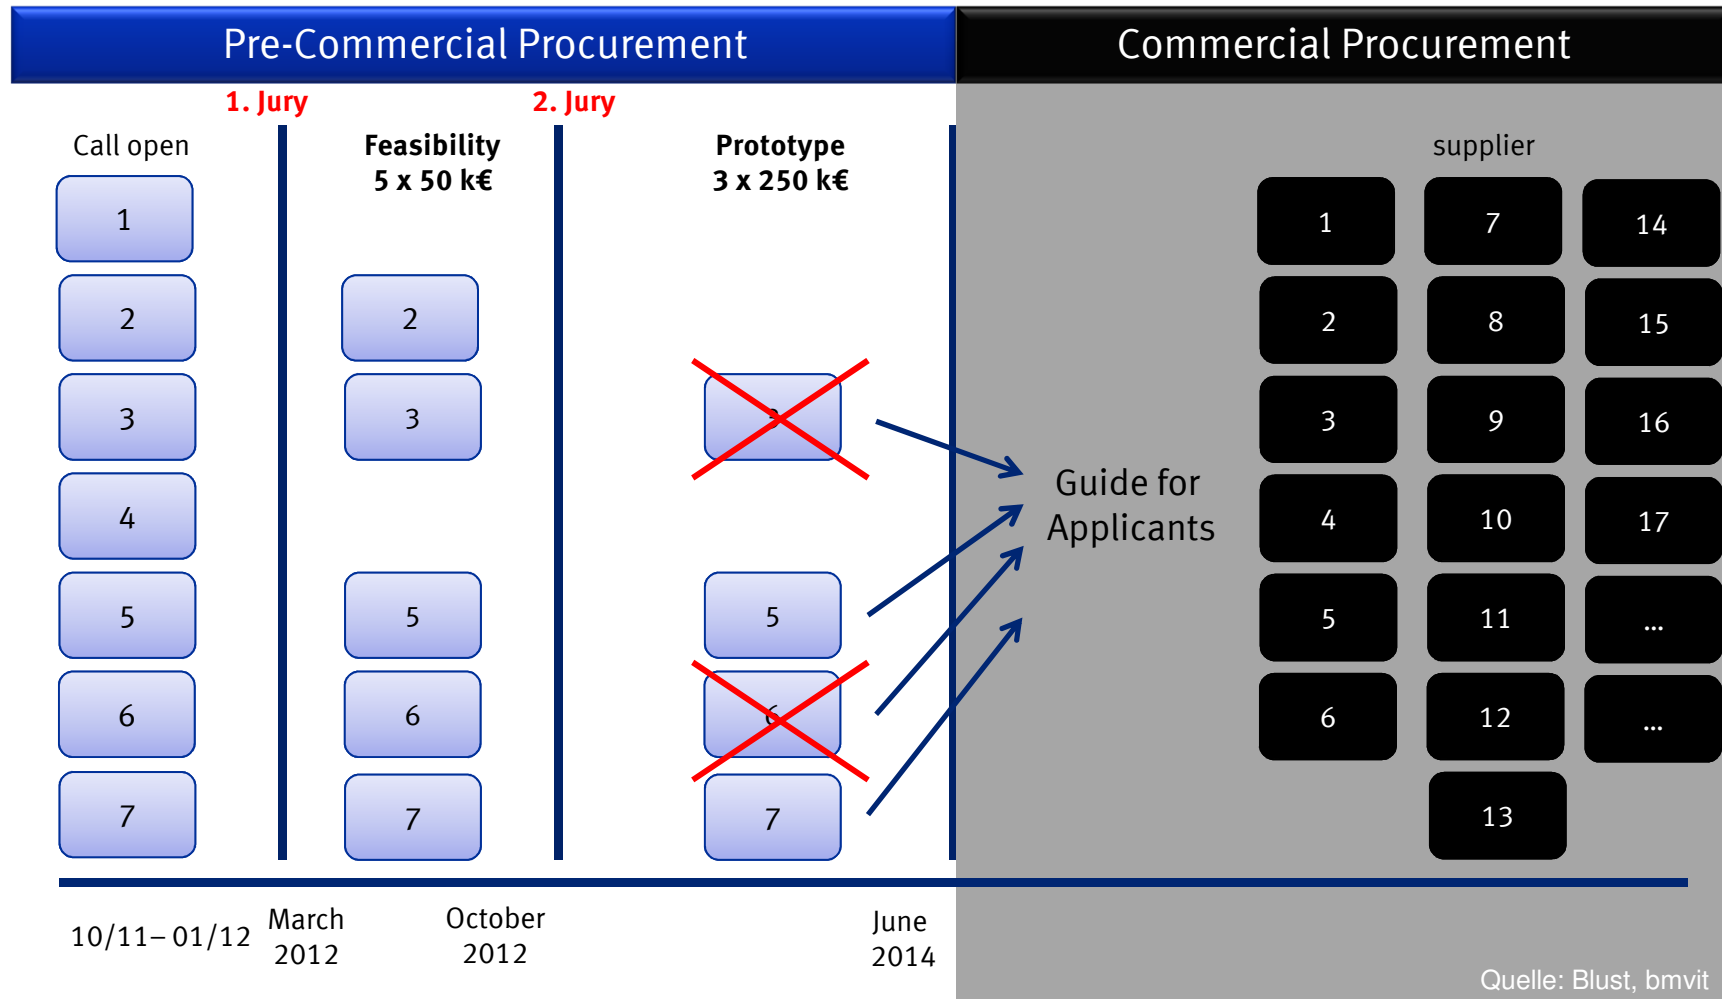 Pre-Commercial Procurement
Commercial Procurement
1. Jury
2. Jury
Call open
Feasibility
5 x 50 k€
Prototype
3 x 250 k€
supplier
1
2
3
4
5
6
7
2
3
5
6
7
3
5
6
7
Guide for
Applicants
1
2
3
4
5
6
7
8
9
10
11
12
13
14
15
16
17
...
...
10/11– 01/12
March
2012
October
2012
June
2014
Quelle: Blust, bmvit